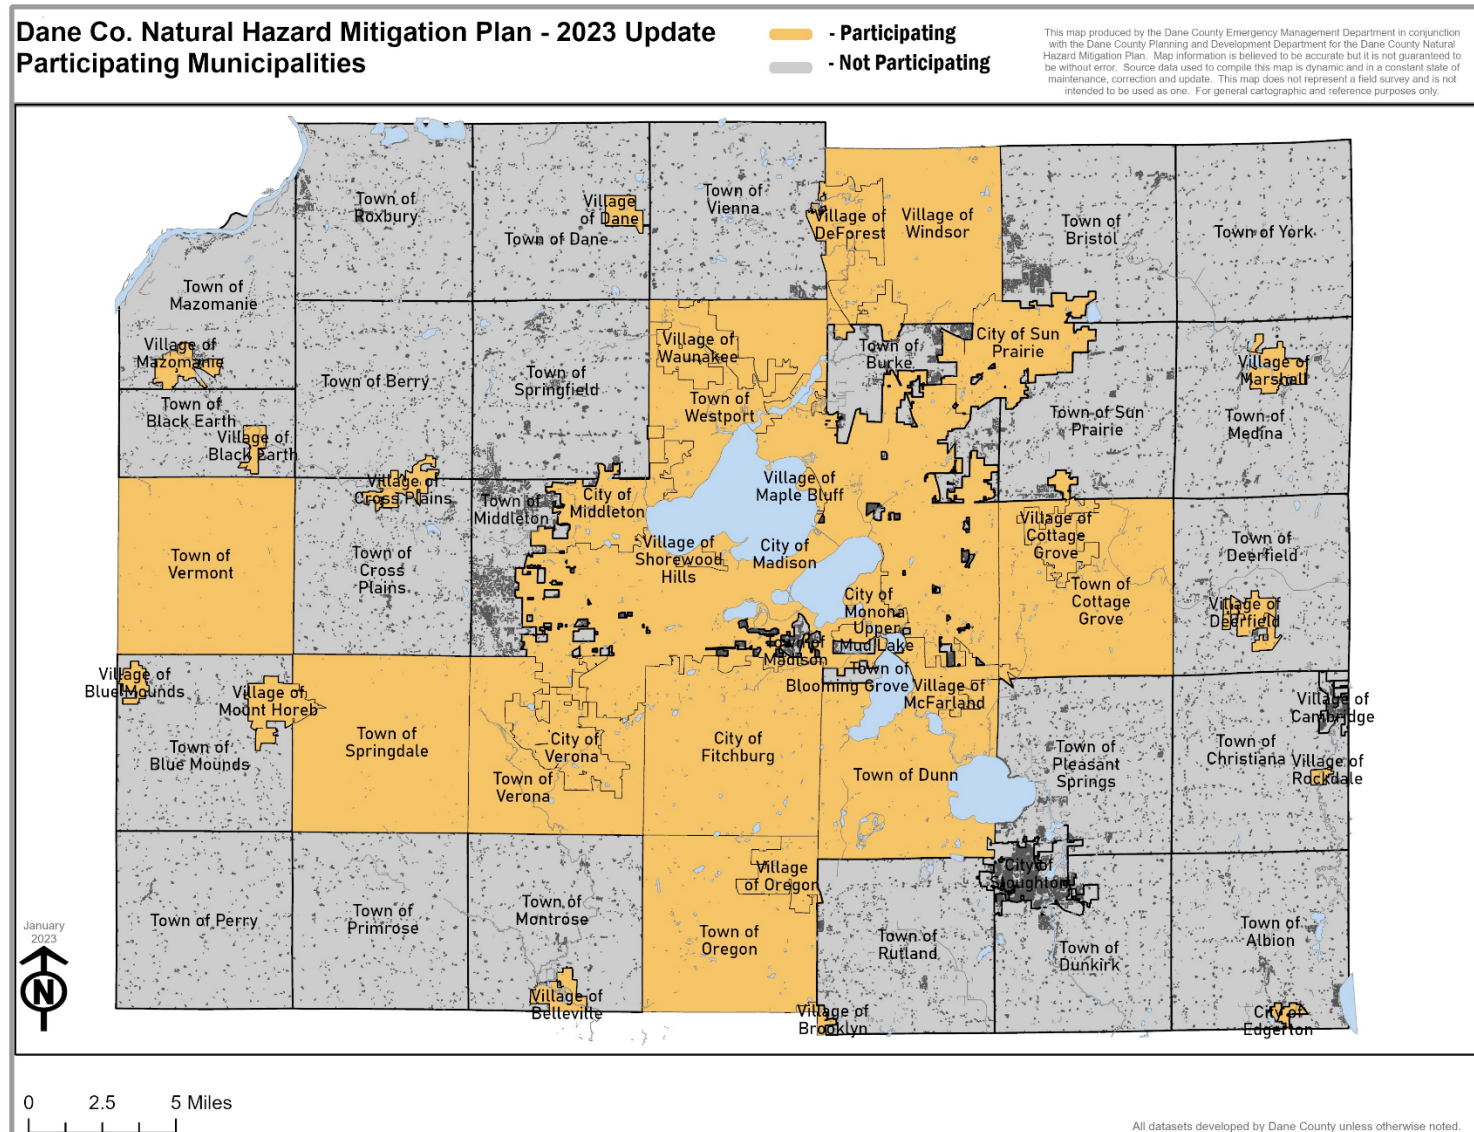 Dane Co. Natural Hazard Mitigation Plan - 2023 Update
Participating Municipalities
- Participating
- Not Participating
This map produced by the Dane County Emergency Management Department in conjunction
with the Dane County Planning and Development Department for the Dane County Natural
Hazard Mitigation Plan. Map information is believed to be accurate but it is not guaranteed to
be without error. Source data used to compile this map is dynamic and in a constant state of
maintenance, correction and update. This map does not represent a field survey and is not
intended to be used as one. For general cartographic and reference purposes only.
Town of
Roxbury
Village
of Dane
Town of Dane
Town of
Vienna
Village of
DeForest
Village of
Windsor
Town of
Bristol
Town of York
Town of
Mazomanie
Village of
Mazomanie
Town of
Black Earth
Village of
Black Earth
Town of Berry
Town of
Springfield
Village of
Waunakee
Town of
Westport
Town of
Burke
City of Sun
Prairie
Town of Sun
Prairie
Village of
Marshall
Town of
Medina
Village of
Cross Plains
Town of
Middleton
City of
Middleton
Village of
Maple Bluff
Town of
Vermont
Town of
Cross
Plains
Village of
Shorewood
Hills
City of
Madison
Village of
Cottage
Grove
Town of
Cottage
Grove
Town of
Deerfield
Village of
Deerfield
City of
Monona
Upper
Mud Lake
Town of
Madison
Town of
Blooming Grove
Village of
McFarland
Village of
Blue Mounds
Village of
Mount Horeb
Town of
Blue Mounds
Town of
Springdale
City of
Verona
Town of
Verona
City of
Fitchburg
Town of Dunn
Town of
Pleasant
Springs
Town of
Christiana
Village of
Cambridge
Village of
Rockdale
Town of Perry
Town of
Primrose
Town of
Montrose
Village of
Belleville
Village
of Oregon
Town of
Oregon
Village of
Brooklyn
Town of
Rutland
City of
Stoughton
Town of
Dunkirk
Town of
Albion
City of
Edgerton
January
2023
N
0 2.5 5 Miles
All datasets developed by Dane County unless otherwise noted.